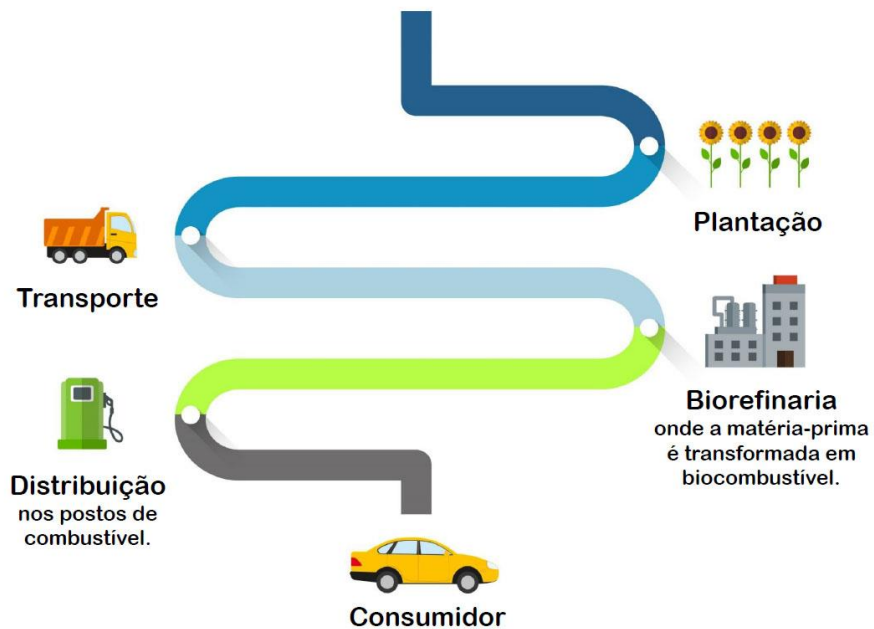 Plantação
Transporte
Biorefinaria
onde a matéria-prima
é transformada em
biocombustível.
Distribuição
nos postos de
combustível.
Consumidor